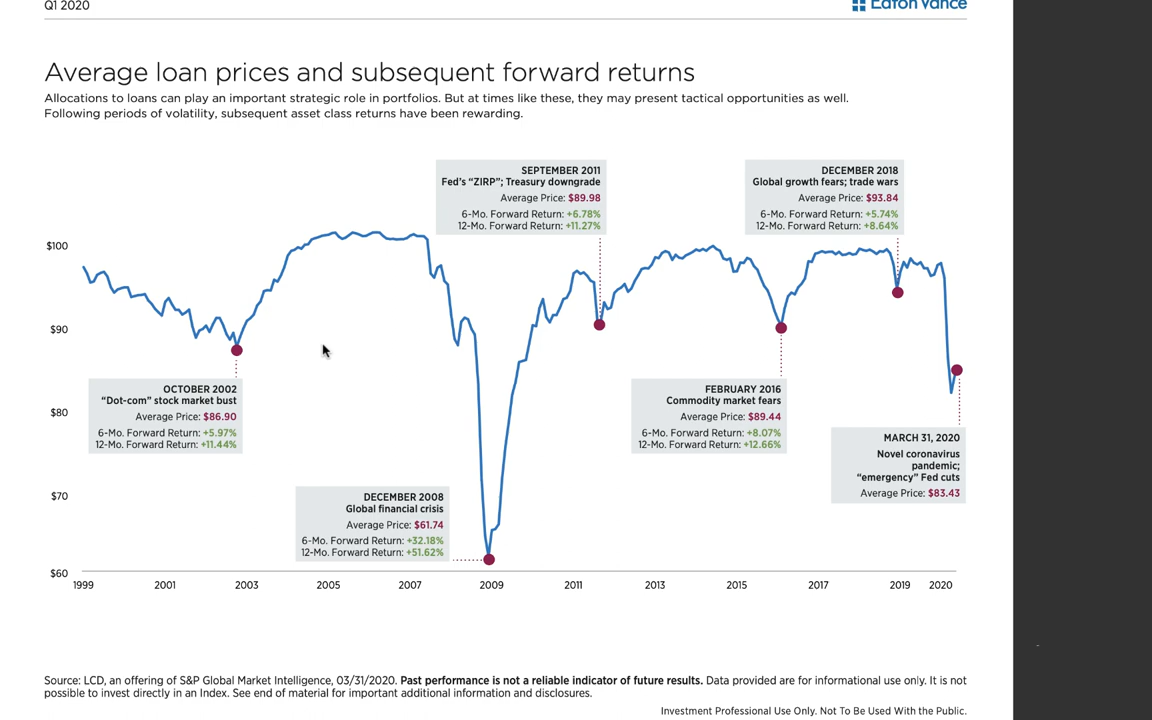 Q1 2020
Eaton Vance
Average loan prices and subsequent forward returns
Allocations to loans can play an important strategic role in portfolios. But at times like these, they may present tactical opportunities as well.
Following periods of volatility, subsequent asset class returns have been rewarding.
SEPTEMBER 2011
Fed's “ZIRP”; Treasury downgrade
Average Price: $89.98
6-Mo. Forward Return: +6.78%
12-Mo. Forward Return: +11.27%
DECEMBER 2018
Global growth fears; trade wars
Average Price: $93.84
6-Mo. Forward Return: +5.74%
12-Mo. Forward Return: +8.64%
$100
$90
$80
$70
$60
OCTOBER 2002
“Dot-com” stock market bust
Average Price: $86.90
6-Mo. Forward Return: +5.97%
12-Mo. Forward Return: +11.44%
FEBRUARY 2016
Commodity market fears
Average Price: $89.44
6-Mo. Forward Return: +8.07%
12-Mo. Forward Return: +12.66%
MARCH 31, 2020
Novel coronavirus
pandemic;
“emergency” Fed cuts
Average Price: $83.43
DECEMBER 2008
Global financial crisis
Average Price: $61.74
6-Mo. Forward Return: +32.18%
12-Mo. Forward Return: +51.62%
1999 2001 2003 2005 2007 2009 2011 2013 2015 2017 2019 2020
Source: LCD, an offering of S&P Global Market Intelligence, 03/31/2020. Past performance is not a reliable indicator of future results. Data provided are for informational use only. It is not
possible to invest directly in an Index. See end of material for important additional information and disclosures.
Investment Professional Use Only. Not To Be Used With the Public.